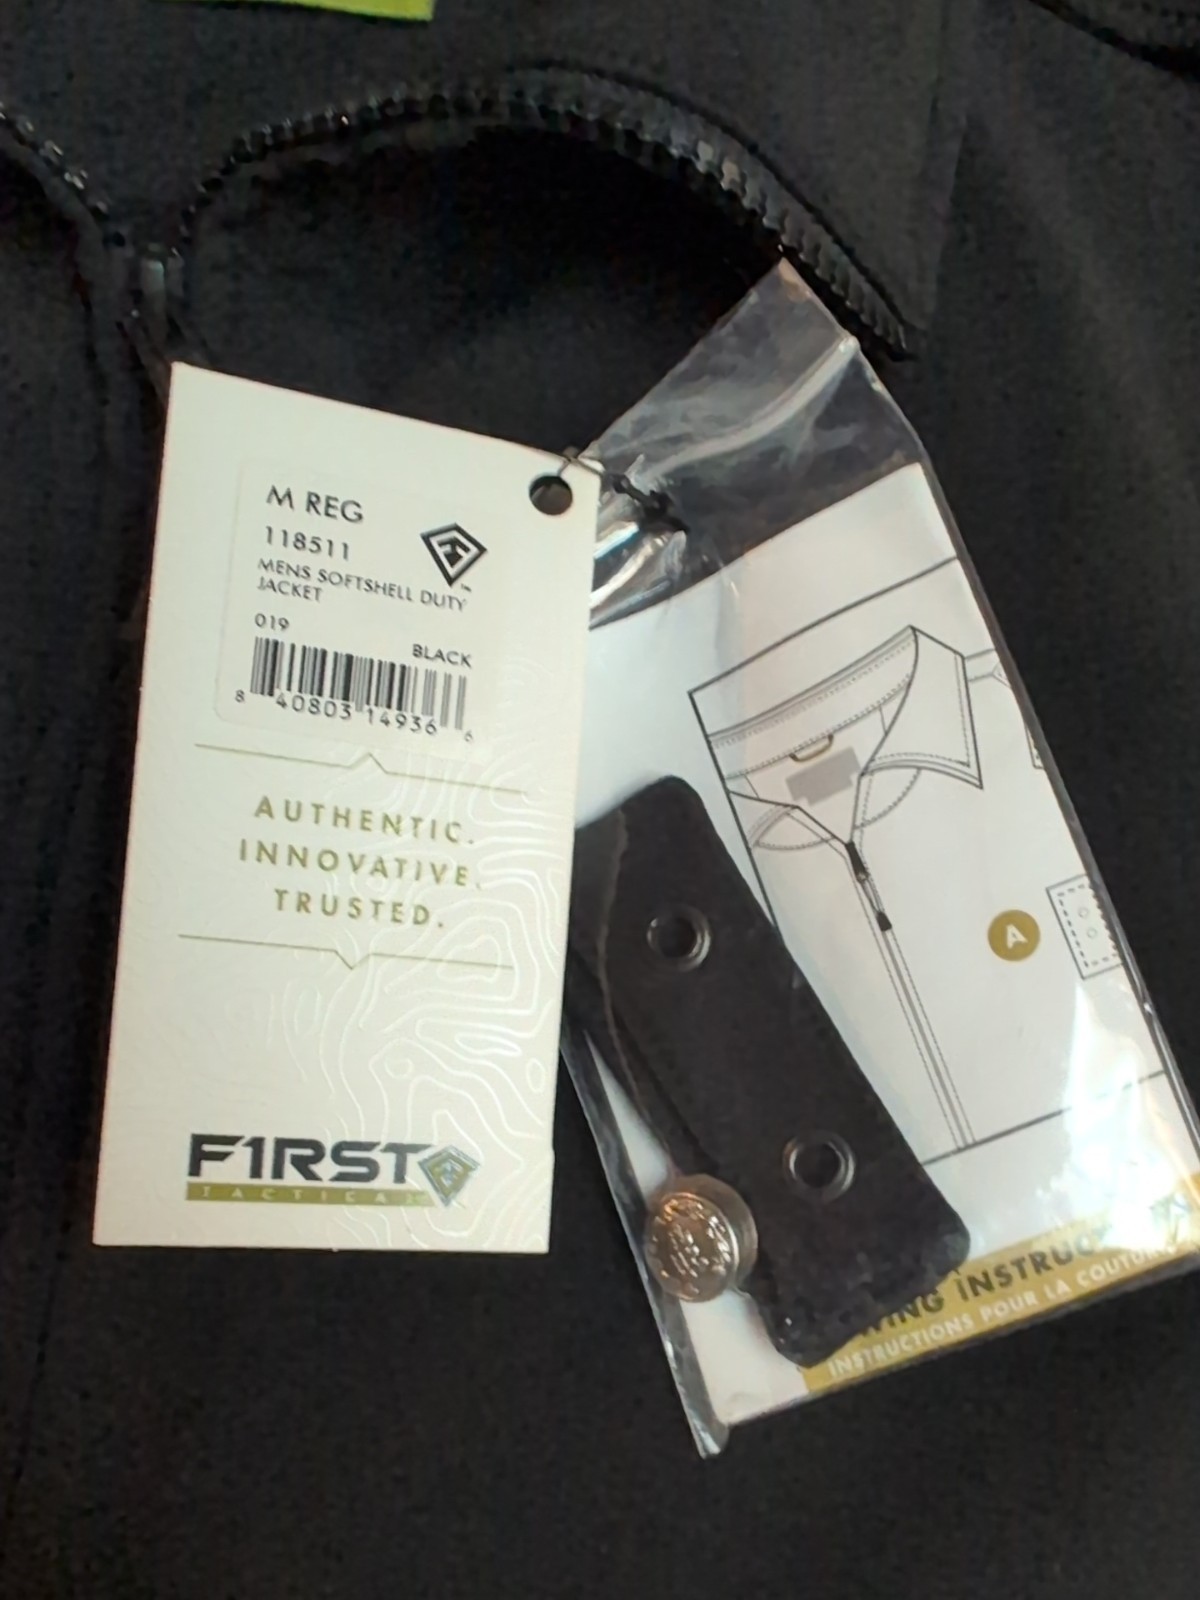 M REG
118511
MENS SOFTSHELL DUTY
JACKET
019
BLACK
8 40803 14936 6
AUTHENTIC.
INNOVATIVE.
TRUSTED.
F1RST
TACTICAL
A
INSTRUCTIONS POUR LA